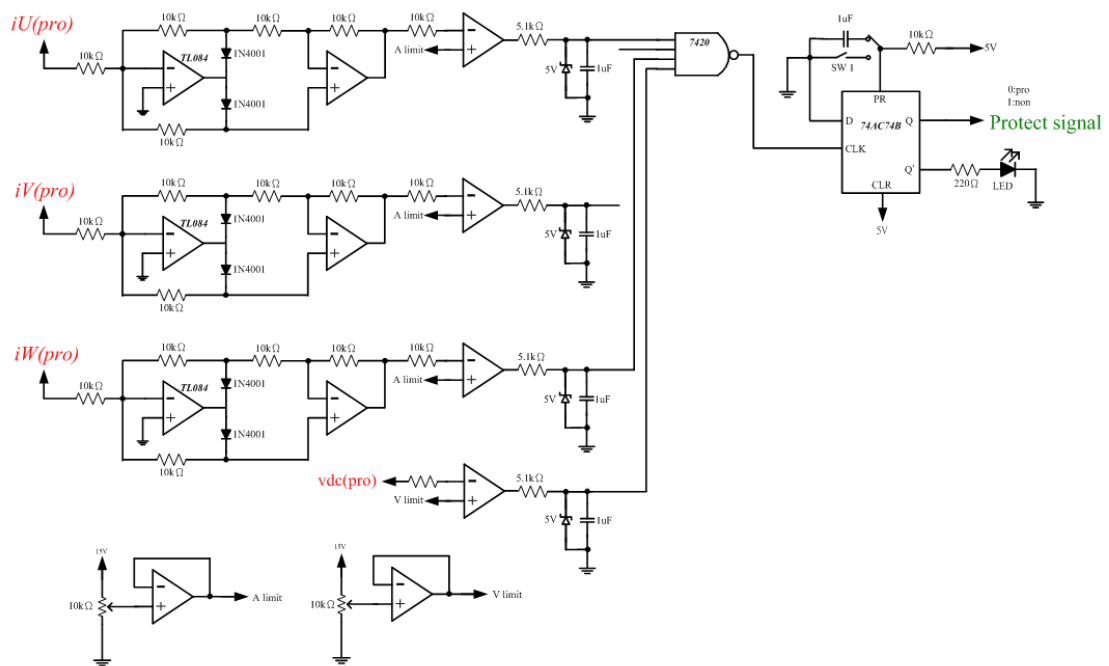 iU(pro)
10kΩ
10kΩ
TL084
1N4001
1N4001
10kΩ
10kΩ
10kΩ
10kΩ
A limit
5.1kΩ
5V
1uF
7420
1uF
SW 1
10kΩ
5V
PR
D
74AC74B
Q
CLK
Q'
CLR
5V
0:pro
1:non
Protect signal
220Ω
LED
iV(pro)
10kΩ
10kΩ
TL084
1N4001
1N4001
10kΩ
10kΩ
10kΩ
10kΩ
A limit
5.1kΩ
5V
1uF
iW(pro)
10kΩ
10kΩ
TL084
1N4001
1N4001
10kΩ
10kΩ
10kΩ
10kΩ
A limit
5.1kΩ
5V
1uF
vdc(pro)
V limit
5.1kΩ
5V
1uF
15V
10kΩ
A limit
15V
10kΩ
V limit